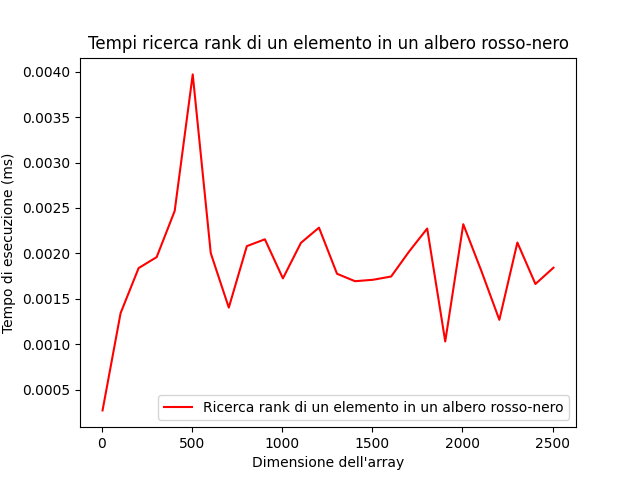 Tempi ricerca rank di un elemento in un albero rosso-nero
Tempo di esecuzione (ms)
0.0040
0.0035
0.0030
0.0025
0.0020
0.0015
0.0010
0.0005
Ricerca rank di un elemento in un albero rosso-nero
0 500 1000 1500 2000 2500
Dimensione dell'array